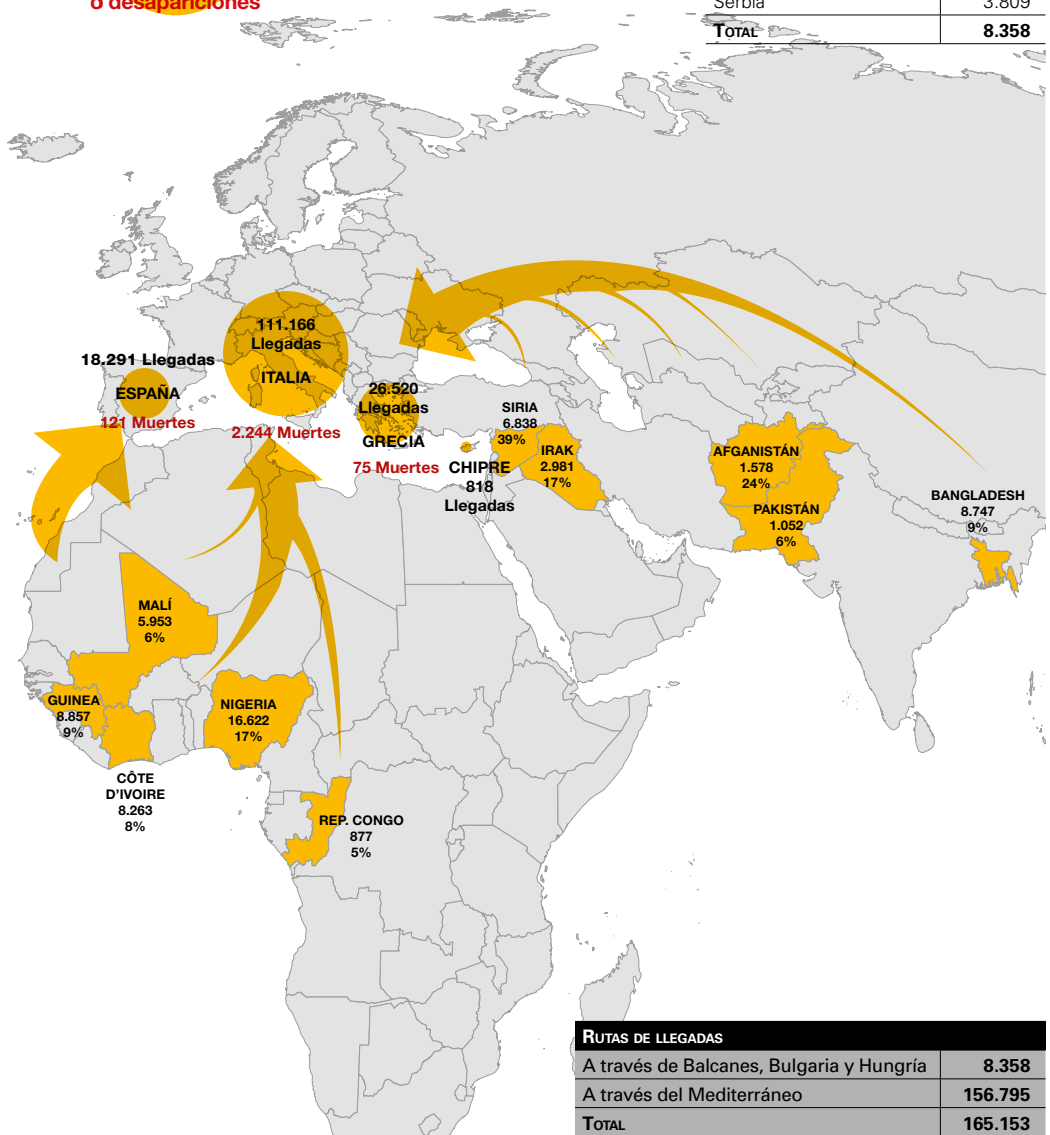 o desapariciones
Serbia 3.809
TOTAL 8.358
111.166
Llegadas
ITALIA
18.291 Llegadas
ESPAÑA
121 Muertes
2.244 Muertes
26.520
Llegadas
GRECIA
75 Muertes
CHIPRE
818
Llegadas
SIRIA
6.838
39%
IRAK
2.981
17%
AFGANISTÁN
1.578
24%
PAKISTÁN
1.052
6%
BANGLADESH
8.747
9%
MALÍ
5.953
6%
GUINEA
8.857
9%
NIGERIA
16.622
17%
CÔTE
D'IVOIRE
8.263
8%
REP. CONGO
877
5%
RUTAS DE LLEGADAS
A través de Balcanes, Bulgaria y Hungría 8.358
A través del Mediterráneo 156.795
TOTAL 165.153